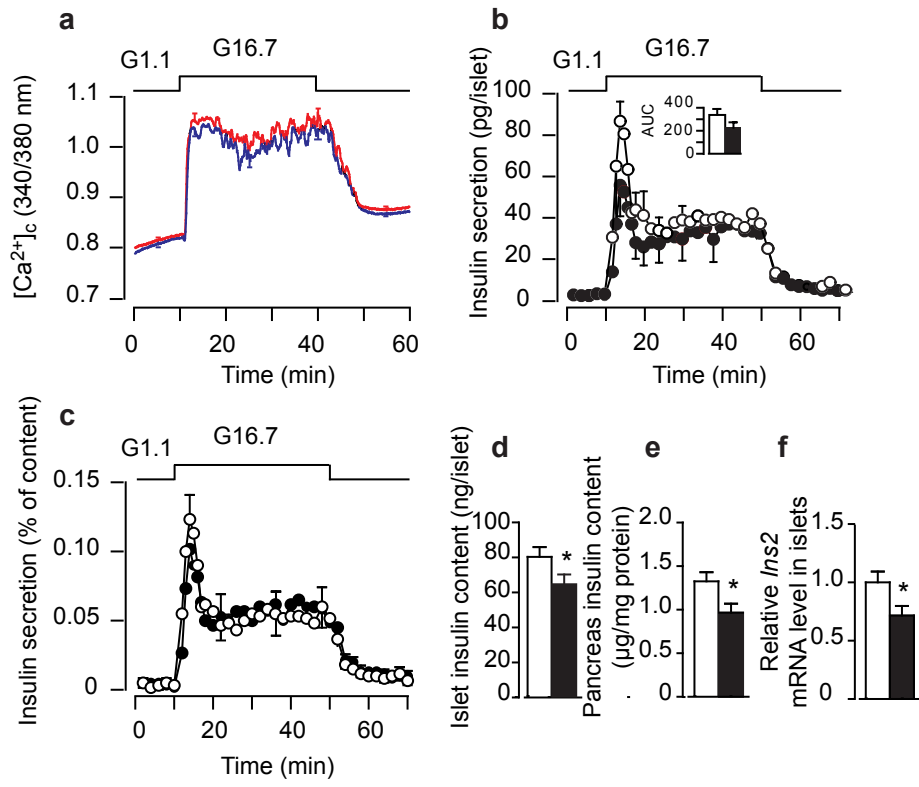 a
G1.1
G16.7
[Ca²⁺]c (340/380 nm)
1.1
1.0
0.9
0.8
0.7
0
20
40
60
Time (min)
b
G1.1
G16.7
Insulin secretion (pg/islet)
100
80
60
40
20
0
AUC
400
200
0
0
20
40
60
Time (min)
c
G1.1
G16.7
Insulin secretion (% of content)
0.15
0.10
0.05
0
0
20
40
60
Time (min)
d
Islet insulin content (ng/islet)
80
60
40
20
0
*
e
Pancreas insulin content
(µg/mg protein)
2.0
1.5
1.0
0.5
0
*
f
Relative Ins2
mRNA level in islets
1.5
1.0
0.5
0
*